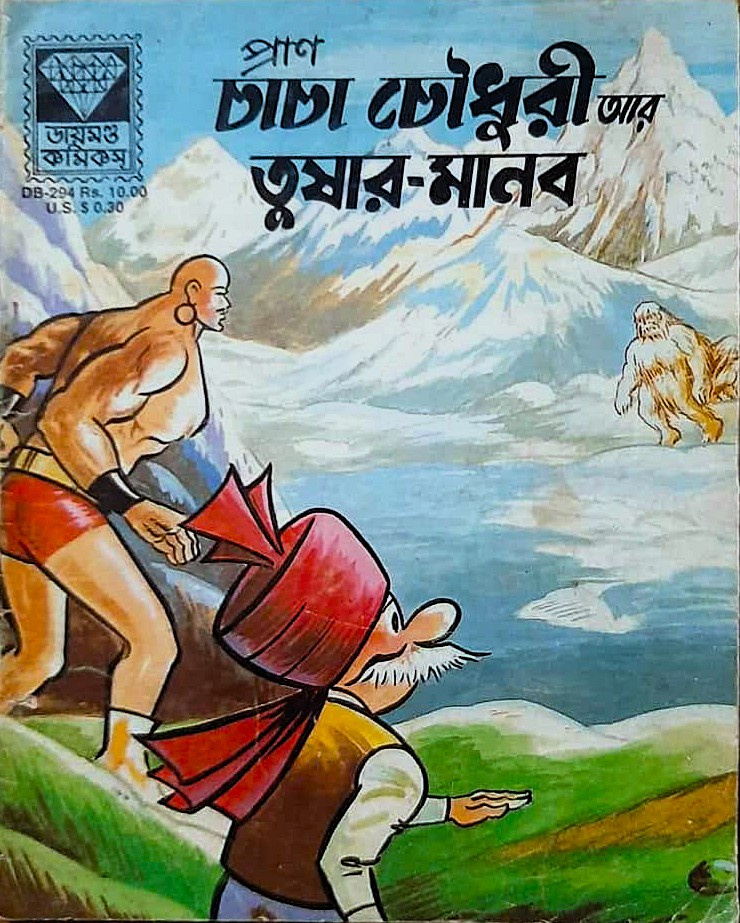 ডায়মণ্ড
কমিকস
DB-294 Rs. 10.00
U.S. $ 0.30
প্রাণ
চাচা চৌধুরী আর
তুষার-মানব